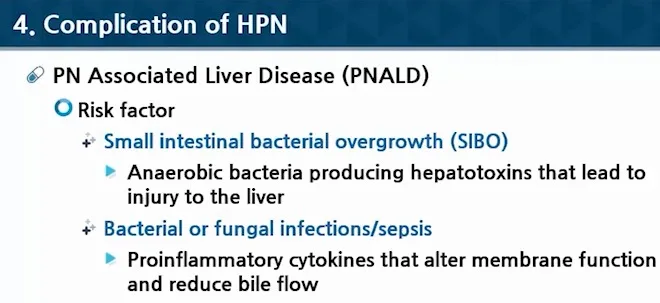 4. Complication of HPN
PN Associated Liver Disease (PNALD)
Risk factor
Small intestinal bacterial overgrowth (SIBO)
Anaerobic bacteria producing hepatotoxins that lead to
injury to the liver
Bacterial or fungal infections/sepsis
Proinflammatory cytokines that alter membrane function
and reduce bile flow